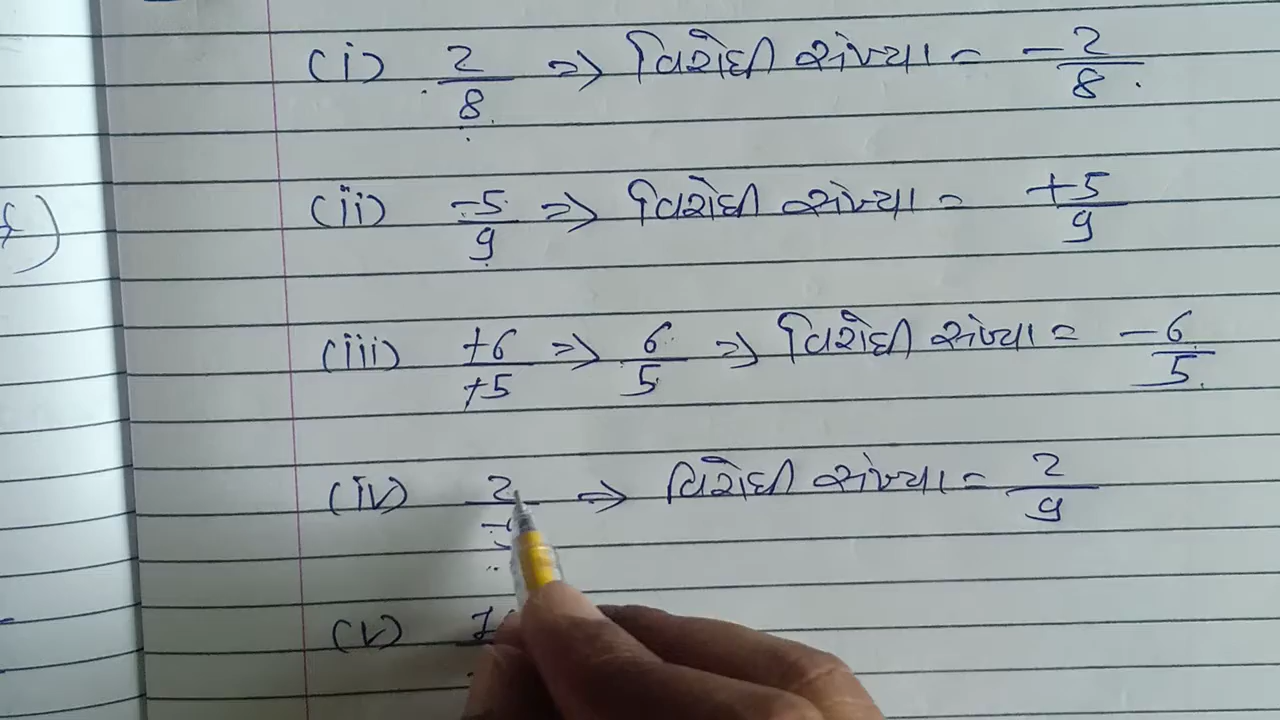 (i) 2/8 => વિરોધી સંખ્યા = -2/8
(ii) -5/9 => વિરોધી સંખ્યા = +5/9
(iii) +6/+5 => 6/5 => વિરોધી સંખ્યા = -6/5
(iv) 2/ => વિરોધી સંખ્યા = 2/9
(v)